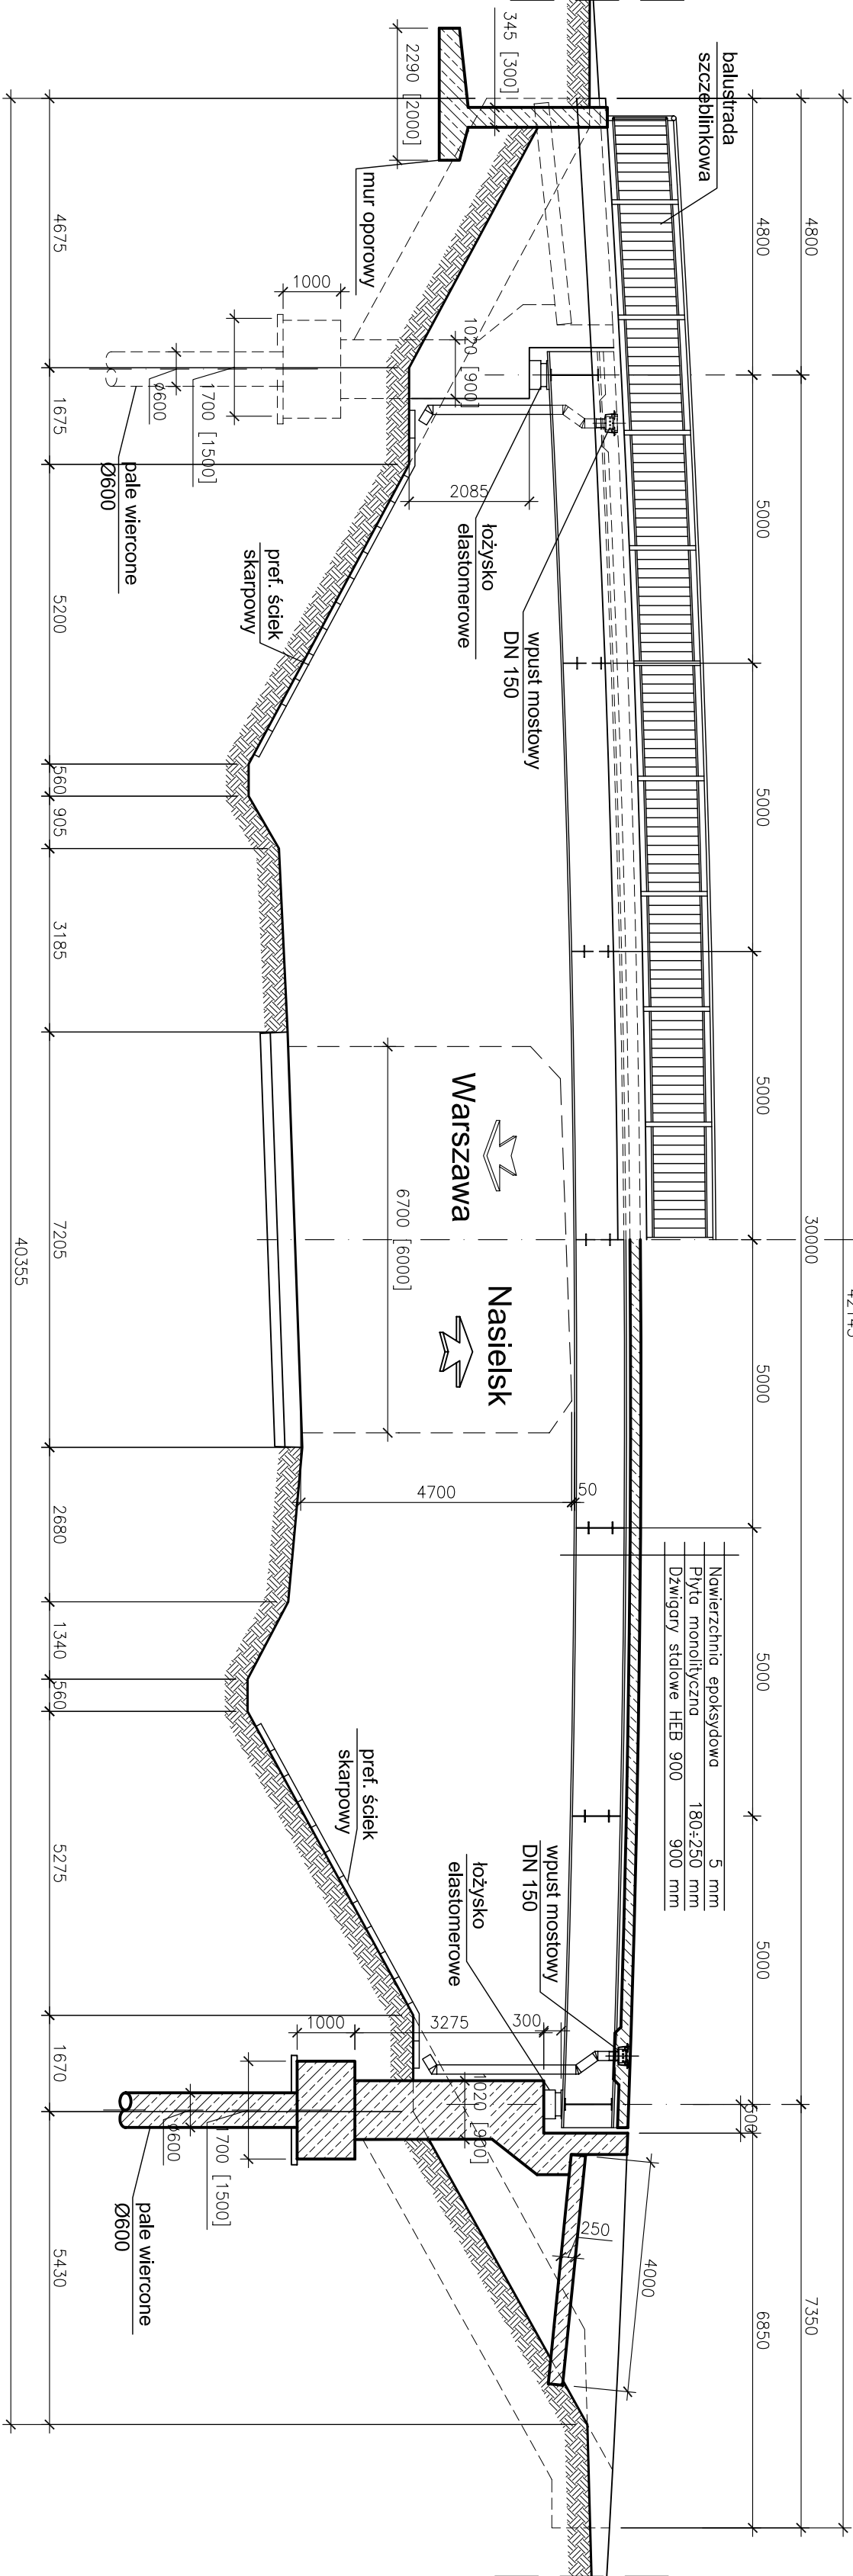 42145
4800
30000
7350
4800
5000
5000
5000
5000
5000
5000
500
6850
balustrada
szczeblinkowa
Nawierzchnia epoksydowa 5 mm
Płyta monolityczna 180÷250 mm
Dźwigary stalowe HEB 900 900 mm
345 [300]
2290 [2000]
mur oporowy
1000
1020 [900]
1700 [1500]
ø600
pale wiercone
Ø600
2085
łożysko
elastomerowe
wpust mostowy
DN 150
pref. ściek
skarpowy
Warszawa
Nasielsk
6700 [6000]
4700
50
pref. ściek
skarpowy
wpust mostowy
DN 150
łożysko
elastomerowe
1000
3275
300
1020 [900]
1700 [1500]
ø600
pale wiercone
Ø600
250
4000
4675
1675
5200
560
905
3185
7205
2680
1340
560
5275
1670
5430
40355